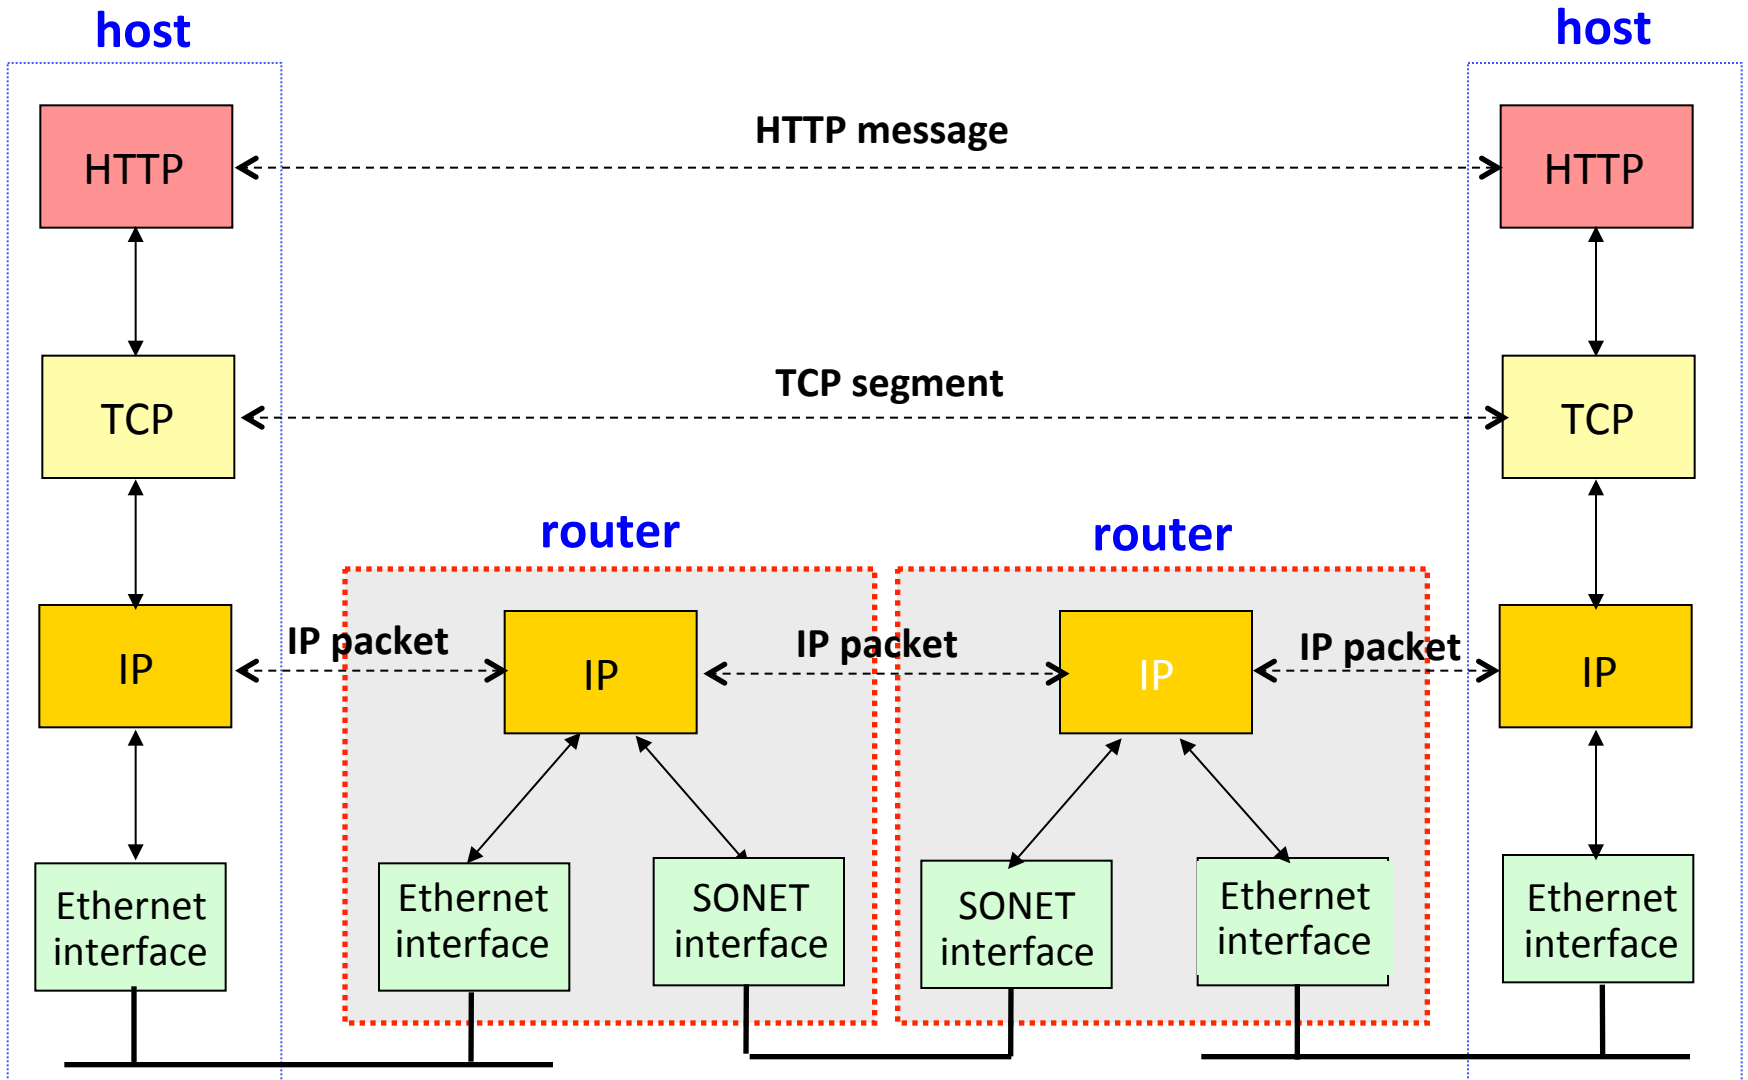 host
host
HTTP
HTTP message
HTTP
TCP
TCP segment
TCP
router
router
IP
IP packet
IP
IP packet
IP
IP packet
IP
Ethernet
interface
Ethernet
interface
SONET
interface
SONET
interface
Ethernet
interface
Ethernet
interface